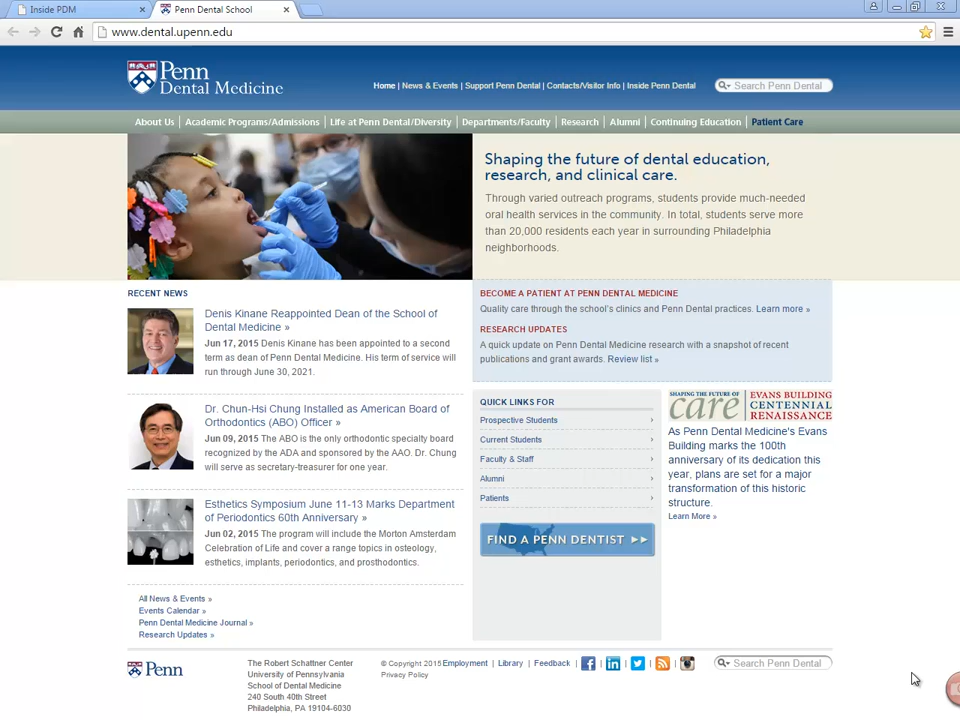 Inside PDM
Penn Dental School
www.dental.upenn.edu
Penn
Dental Medicine
Home | News & Events | Support Penn Dental | Contacts/Visitor Info | Inside Penn Dental
Search Penn Dental
About Us | Academic Programs/Admissions | Life at Penn Dental/Diversity | Departments/Faculty | Research | Alumni | Continuing Education | Patient Care
Shaping the future of dental education,
research, and clinical care.
Through varied outreach programs, students provide much-needed
oral health services in the community. In total, students serve more
than 20,000 residents each year in surrounding Philadelphia
neighborhoods.
RECENT NEWS
Denis Kinane Reappointed Dean of the School of
Dental Medicine »
Jun 17, 2015 Denis Kinane has been appointed to a second
term as dean of Penn Dental Medicine. His term of service will
run through June 30, 2021.
Dr. Chun-Hsi Chung Installed as American Board of
Orthodontics (ABO) Officer »
Jun 09, 2015 The ABO is the only orthodontic specialty board
recognized by the ADA and sponsored by the AAO. Dr. Chung
will serve as secretary-treasurer for one year.
Esthetics Symposium June 11-13 Marks Department
of Periodontics 60th Anniversary »
Jun 02, 2015 The program will include the Morton Amsterdam
Celebration of Life and cover a range topics in osteology,
esthetics, implants, periodontics, and prosthodontics.
All News & Events »
Events Calendar »
Penn Dental Medicine Journal »
Research Updates »
BECOME A PATIENT AT PENN DENTAL MEDICINE
Quality care through the school's clinics and Penn Dental practices. Learn more »
RESEARCH UPDATES
A quick update on Penn Dental Medicine research with a snapshot of recent
publications and grant awards. Review list »
QUICK LINKS FOR
Prospective Students
Current Students
Faculty & Staff
Alumni
Patients
FIND A PENN DENTIST
SHAPING THE FUTURE OF
care
EVANS BUILDING
CENTENNIAL
RENAISSANCE
As Penn Dental Medicine's Evans
Building marks the 100th
anniversary of its dedication this
year, plans are set for a major
transformation of this historic
structure.
Learn More »
Penn
The Robert Schattner Center
University of Pennsylvania
School of Dental Medicine
240 South 40th Street
Philadelphia, PA 19104-6030
© Copyright 2015 Employment | Library | Feedback
Privacy Policy
Search Penn Dental